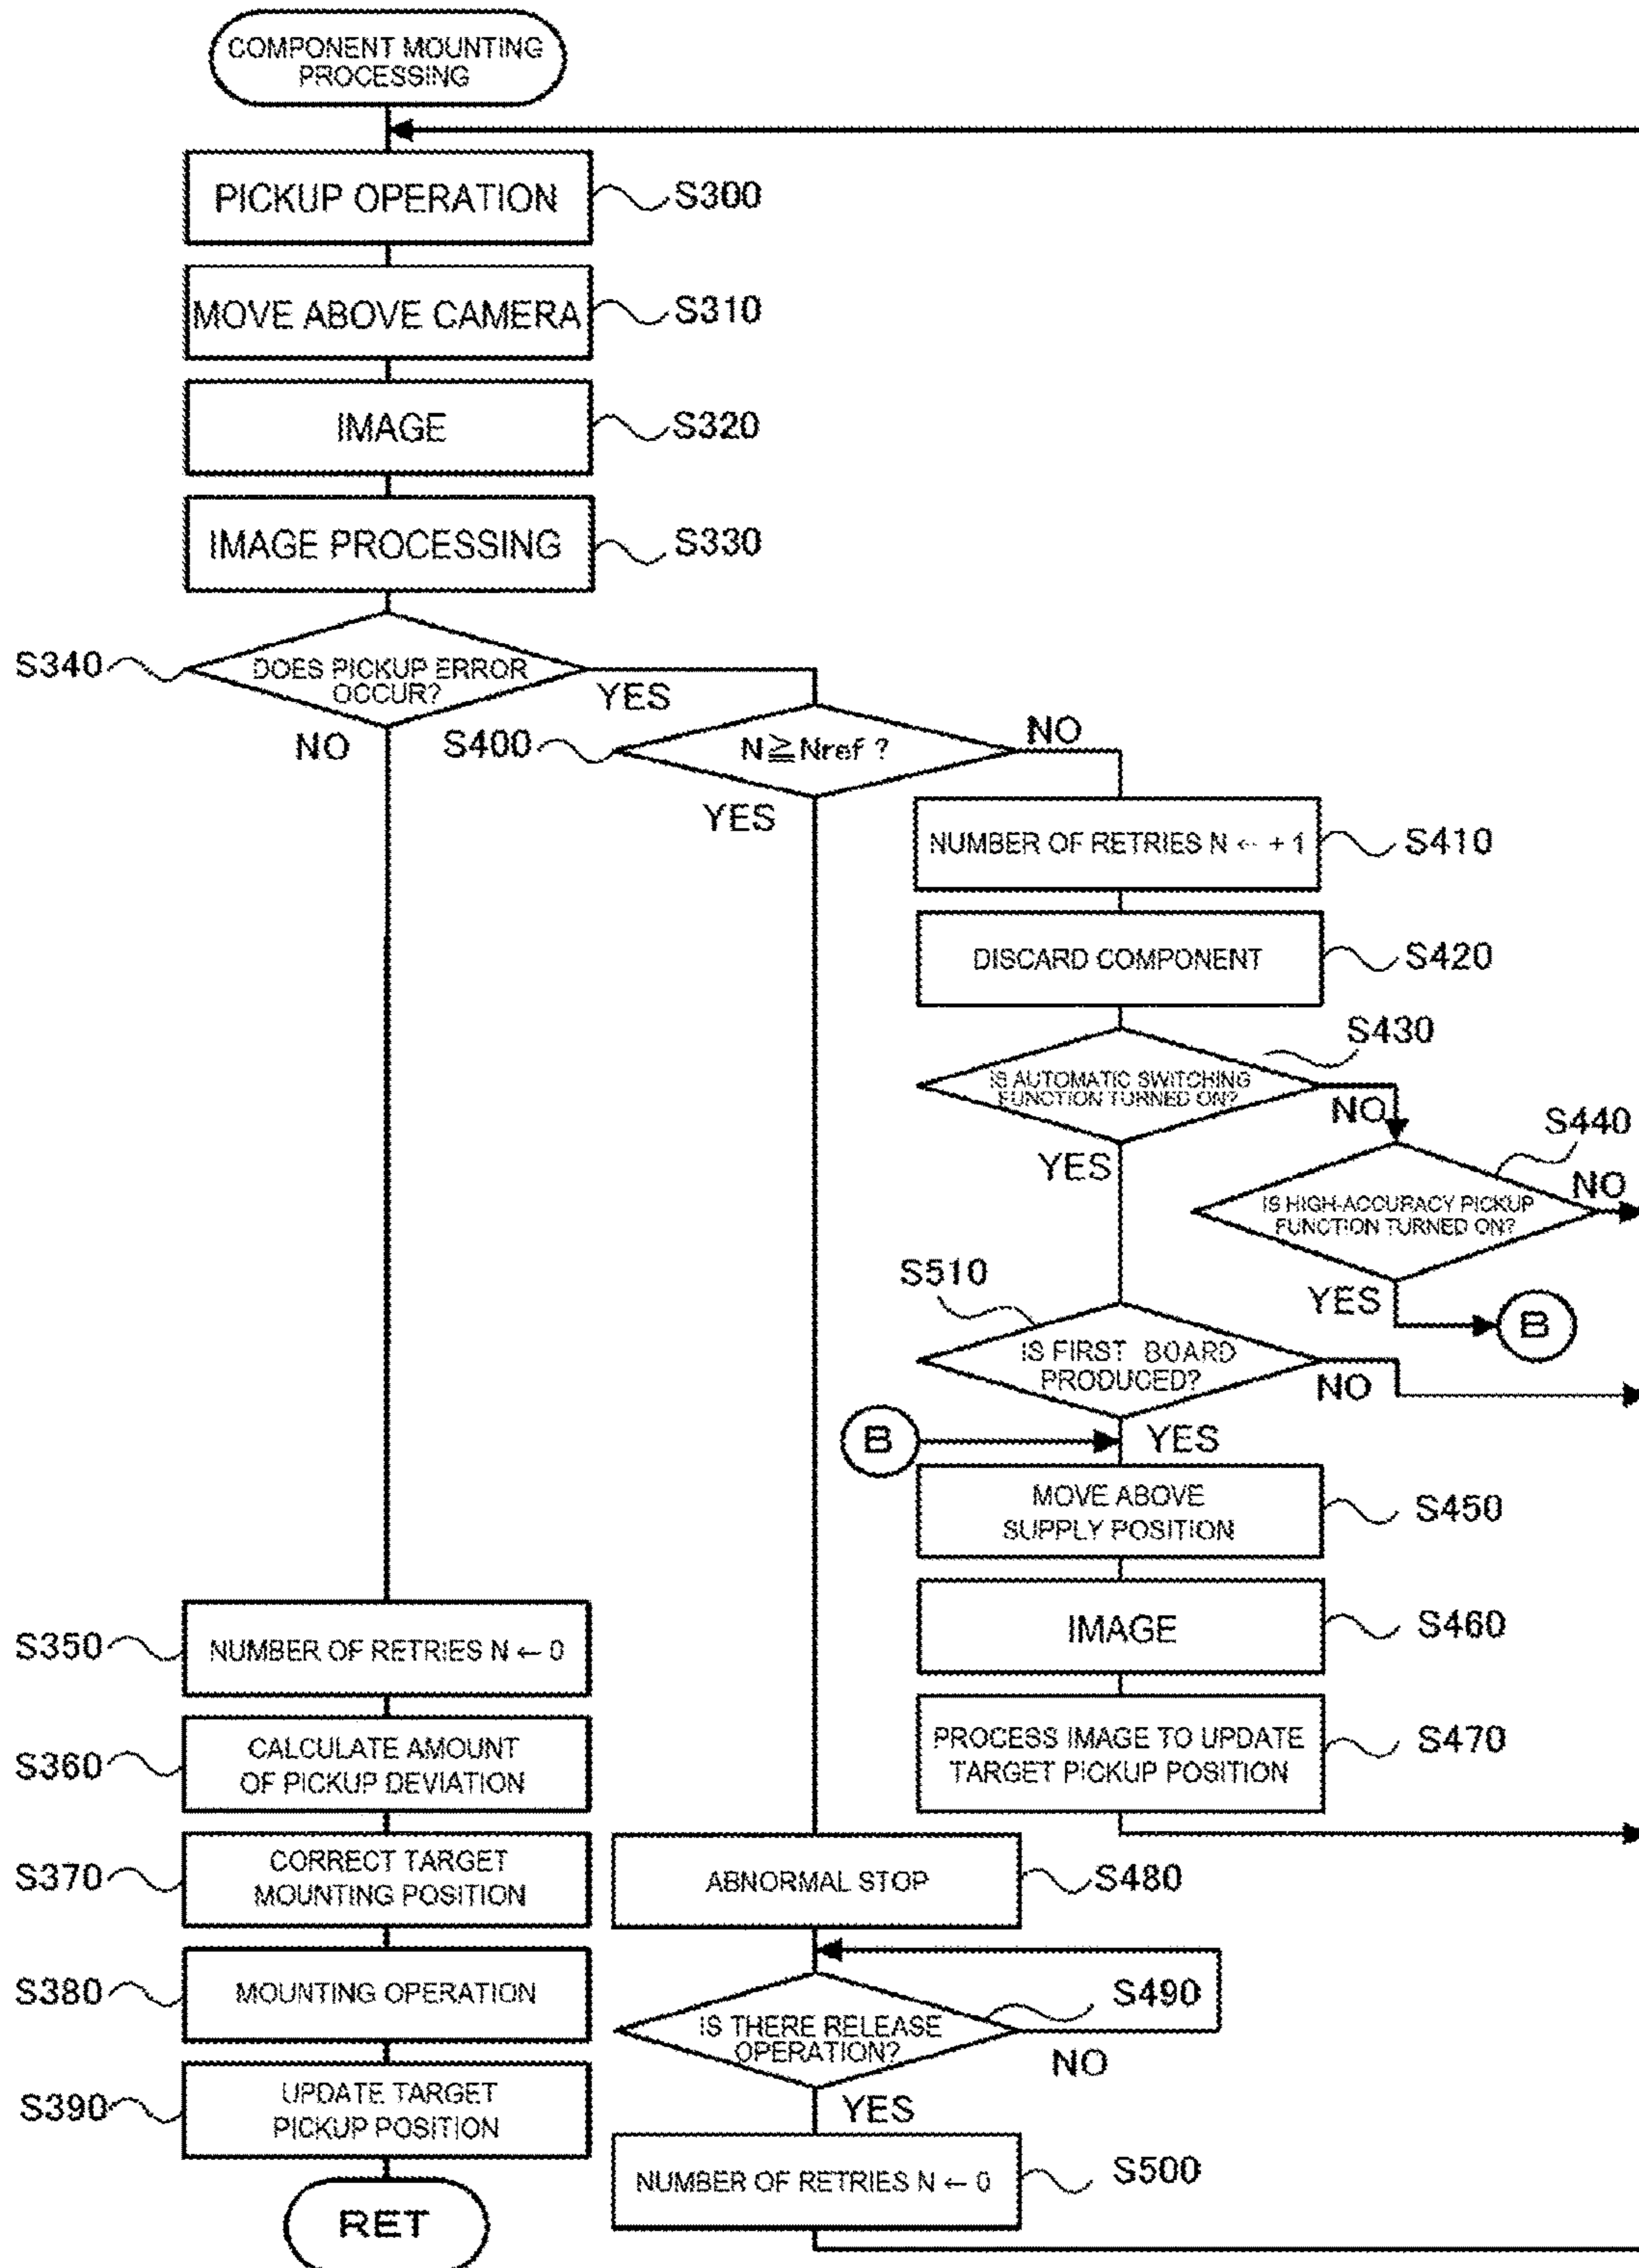 COMPONENT MOUNTING
PROCESSING
PICKUP OPERATION
S300
MOVE ABOVE CAMERA
S310
IMAGE
S320
IMAGE PROCESSING
S330
S340
DOES PICKUP ERROR
OCCUR?
YES
NO
S400
N≧Nref ?
NO
YES
NUMBER OF RETRIES N ← + 1
S410
DISCARD COMPONENT
S420
S430
IS AUTOMATIC SWITCHING
FUNCTION TURNED ON?
NO
YES
S440
IS HIGH-ACCURACY PICKUP
FUNCTION TURNED ON?
NO
YES
B
S510
IS FIRST BOARD
PRODUCED?
NO
B
YES
MOVE ABOVE
SUPPLY POSITION
S450
IMAGE
S460
PROCESS IMAGE TO UPDATE
TARGET PICKUP POSITION
S470
S350
NUMBER OF RETRIES N ← 0
S360
CALCULATE AMOUNT
OF PICKUP DEVIATION
S370
CORRECT TARGET
MOUNTING POSITION
S380
MOUNTING OPERATION
S390
UPDATE TARGET
PICKUP POSITION
RET
ABNORMAL STOP
S480
S490
IS THERE RELEASE
OPERATION?
NO
YES
NUMBER OF RETRIES N ← 0
S500